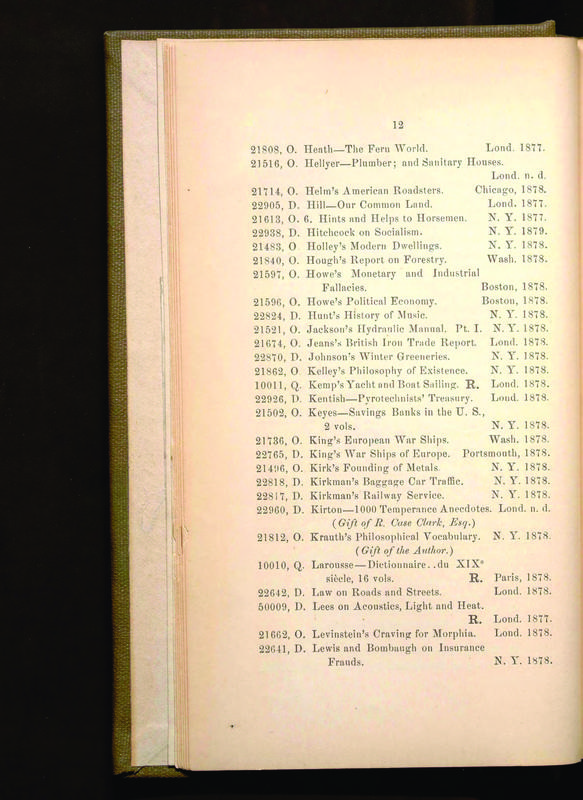 12
21808, O. Heath—The Fern World. Lond. 1877.
21516, O. Hellyer—Plumber; and Sanitary Houses.
Lond. n. d.
21714, O. Helm's American Roadsters. Chicago, 1878.
22905, D. Hill—Our Common Land. Lond. 1877.
21613, O. 6. Hints and Helps to Horsemen. N. Y. 1877.
22938, D. Hitchcock on Socialism. N. Y. 1879.
21483, O Holley's Modern Dwellings. N. Y. 1878.
21840, O. Hough's Report on Forestry. Wash. 1878.
21597, O. Howe's Monetary and Industrial
Fallacies. Boston, 1878.
21596, O. Howe's Political Economy. Boston, 1878.
22824, D. Hunt's History of Music. N. Y. 1878.
21521, O. Jackson's Hydraulic Manual. Pt. I. N. Y. 1878.
21674, O. Jeans's British Iron Trade Report. Lond. 1878.
22870, D. Johnson's Winter Greeneries. N. Y. 1878.
21862, O Kelley's Philosophy of Existence. N. Y. 1878.
10011, Q. Kemp's Yacht and Boat Sailing. R. Lond. 1878.
22926, D. Kentish—Pyrotechnists' Treasury. Lond. 1878.
21502, O. Keyes—Savings Banks in the U. S.,
2 vols. N. Y. 1878.
21736, O. King's European War Ships. Wash. 1878.
22765, D. King's War Ships of Europe. Portsmouth, 1878.
21496, O. Kirk's Founding of Metals N. Y. 1878.
22818, D. Kirkman's Baggage Car Traffic. N. Y. 1878.
22817, D. Kirkman's Railway Service. N. Y. 1878.
22960, D. Kirton—1000 Temperance Anecdotes. Lond. n. d.
(Gift of R. Case Clark, Esq.)
21812, O. Krauth's Philosophical Vocabulary. N. Y. 1878.
(Gift of the Author.)
10010, Q. Larousse—Dictionnaire..du XIXe
siècle, 16 vols. R. Paris, 1878.
22642, D. Law on Roads and Streets. Lond. 1878.
50009, D. Lees on Acoustics, Light and Heat.
R. Lond. 1877.
21662, O. Levinstein's Craving for Morphia. Lond. 1878.
22641, D. Lewis and Bombaugh on Insurance
Frauds. N. Y. 1878.